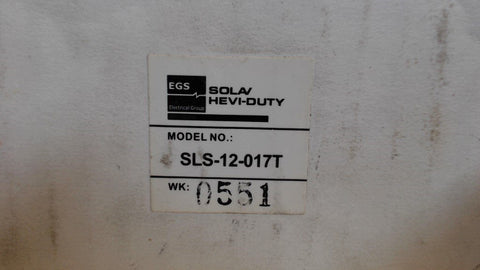 EGS
Electrical Group
SOLA/
HEVI-DUTY
MODEL NO.:
SLS-12-017T
WK: 0551